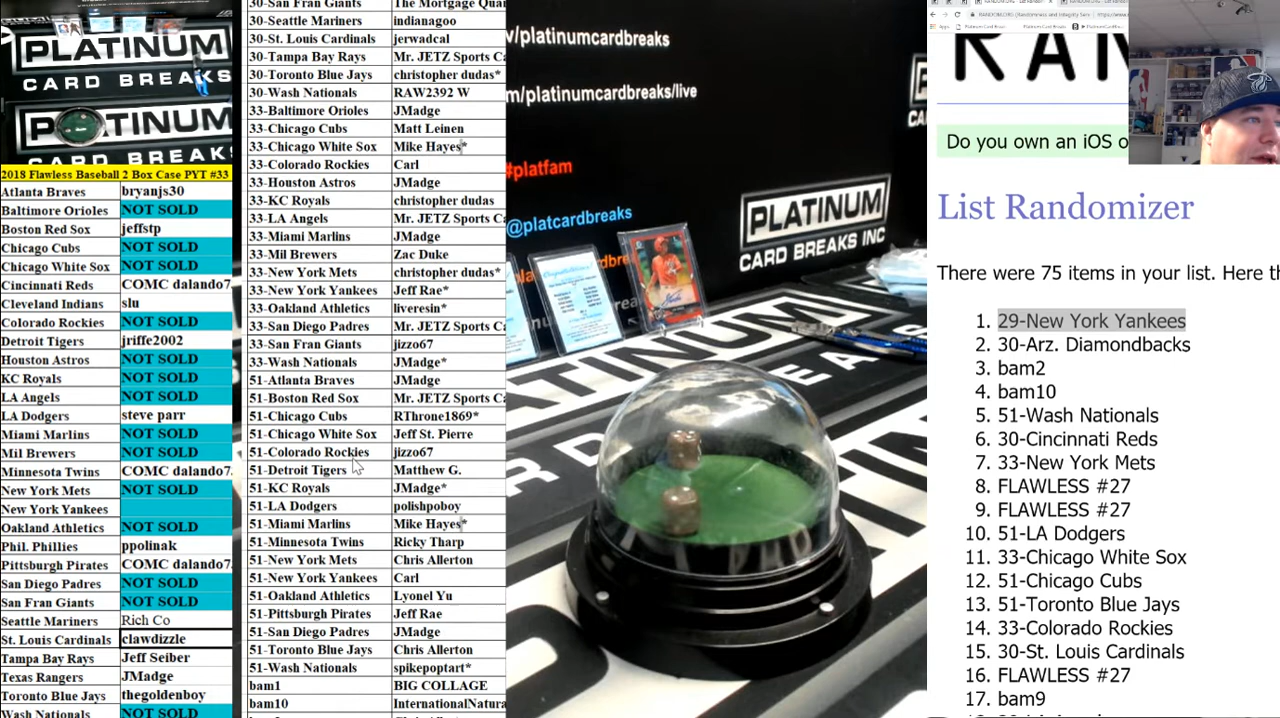 PLATINUM
CARD BREAKS
PLATINUM
CARD BREAKS
2018 Flawless Baseball 2 Box Case PYT #33
Atlanta Braves bryanjs30
Baltimore Orioles NOT SOLD
Boston Red Sox jeffstp
Chicago Cubs NOT SOLD
Chicago White Sox NOT SOLD
Cincinnati Reds COMC dalando7
Cleveland Indians slu
Colorado Rockies NOT SOLD
Detroit Tigers jriffe2002
Houston Astros NOT SOLD
KC Royals NOT SOLD
LA Angels NOT SOLD
LA Dodgers steve parr
Miami Marlins NOT SOLD
Mil Brewers NOT SOLD
Minnesota Twins COMC dalando7
New York Mets NOT SOLD
New York Yankees
Oakland Athletics NOT SOLD
Phil. Phillies ppolinak
Pittsburgh Pirates COMC dalando7
San Diego Padres NOT SOLD
San Fran Giants NOT SOLD
Seattle Mariners Rich Co
St. Louis Cardinals clawdizzle
Tampa Bay Rays Jeff Seiber
Texas Rangers JMadge
Toronto Blue Jays thegoldenboy
Wash Nationals NOT SOLD
30-San Fran Giants The Mortgage Quar
30-Seattle Mariners indianagoo
30-St. Louis Cardinals jervadcal
30-Tampa Bay Rays Mr. JETZ Sports Ca
30-Toronto Blue Jays christopher dudas*
30-Wash Nationals RAW2392 W
33-Baltimore Orioles JMadge
33-Chicago Cubs Matt Leinen
33-Chicago White Sox Mike Hayes*
33-Colorado Rockies Carl
33-Houston Astros JMadge
33-KC Royals christopher dudas
33-LA Angels Mr. JETZ Sports Ca
33-Miami Marlins JMadge
33-Mil Brewers Zac Duke
33-New York Mets christopher dudas*
33-New York Yankees Jeff Rae*
33-Oakland Athletics liveresin*
33-San Diego Padres Mr. JETZ Sports Ca
33-San Fran Giants jizzo67
33-Wash Nationals JMadge*
51-Atlanta Braves JMadge
51-Boston Red Sox Mr. JETZ Sports Ca
51-Chicago Cubs RThrone1869*
51-Chicago White Sox Jeff St. Pierre
51-Colorado Rockies jizzo67
51-Detroit Tigers Matthew G.
51-KC Royals JMadge*
51-LA Dodgers polishpoboy
51-Miami Marlins Mike Hayes*
51-Minnesota Twins Ricky Tharp
51-New York Mets Chris Allerton
51-New York Yankees Carl
51-Oakland Athletics Lyonel Yu
51-Pittsburgh Pirates Jeff Rae
51-San Diego Padres JMadge
51-Toronto Blue Jays Chris Allerton
51-Wash Nationals spikepoptart*
bam1 BIG COLLAGE
bam10 InternationalNatura
v/platinumcardbreaks
m/platinumcardbreaks/live
#platfam
@platcardbreaks
PLATINUM
CARD BREAKS INC
RAN
Do you own an iOS o
List Randomizer
There were 75 items in your list. Here th
1. 29-New York Yankees
2. 30-Arz. Diamondbacks
3. bam2
4. bam10
5. 51-Wash Nationals
6. 30-Cincinnati Reds
7. 33-New York Mets
8. FLAWLESS #27
9. FLAWLESS #27
10. 51-LA Dodgers
11. 33-Chicago White Sox
12. 51-Chicago Cubs
13. 51-Toronto Blue Jays
14. 33-Colorado Rockies
15. 30-St. Louis Cardinals
16. FLAWLESS #27
17. bam9